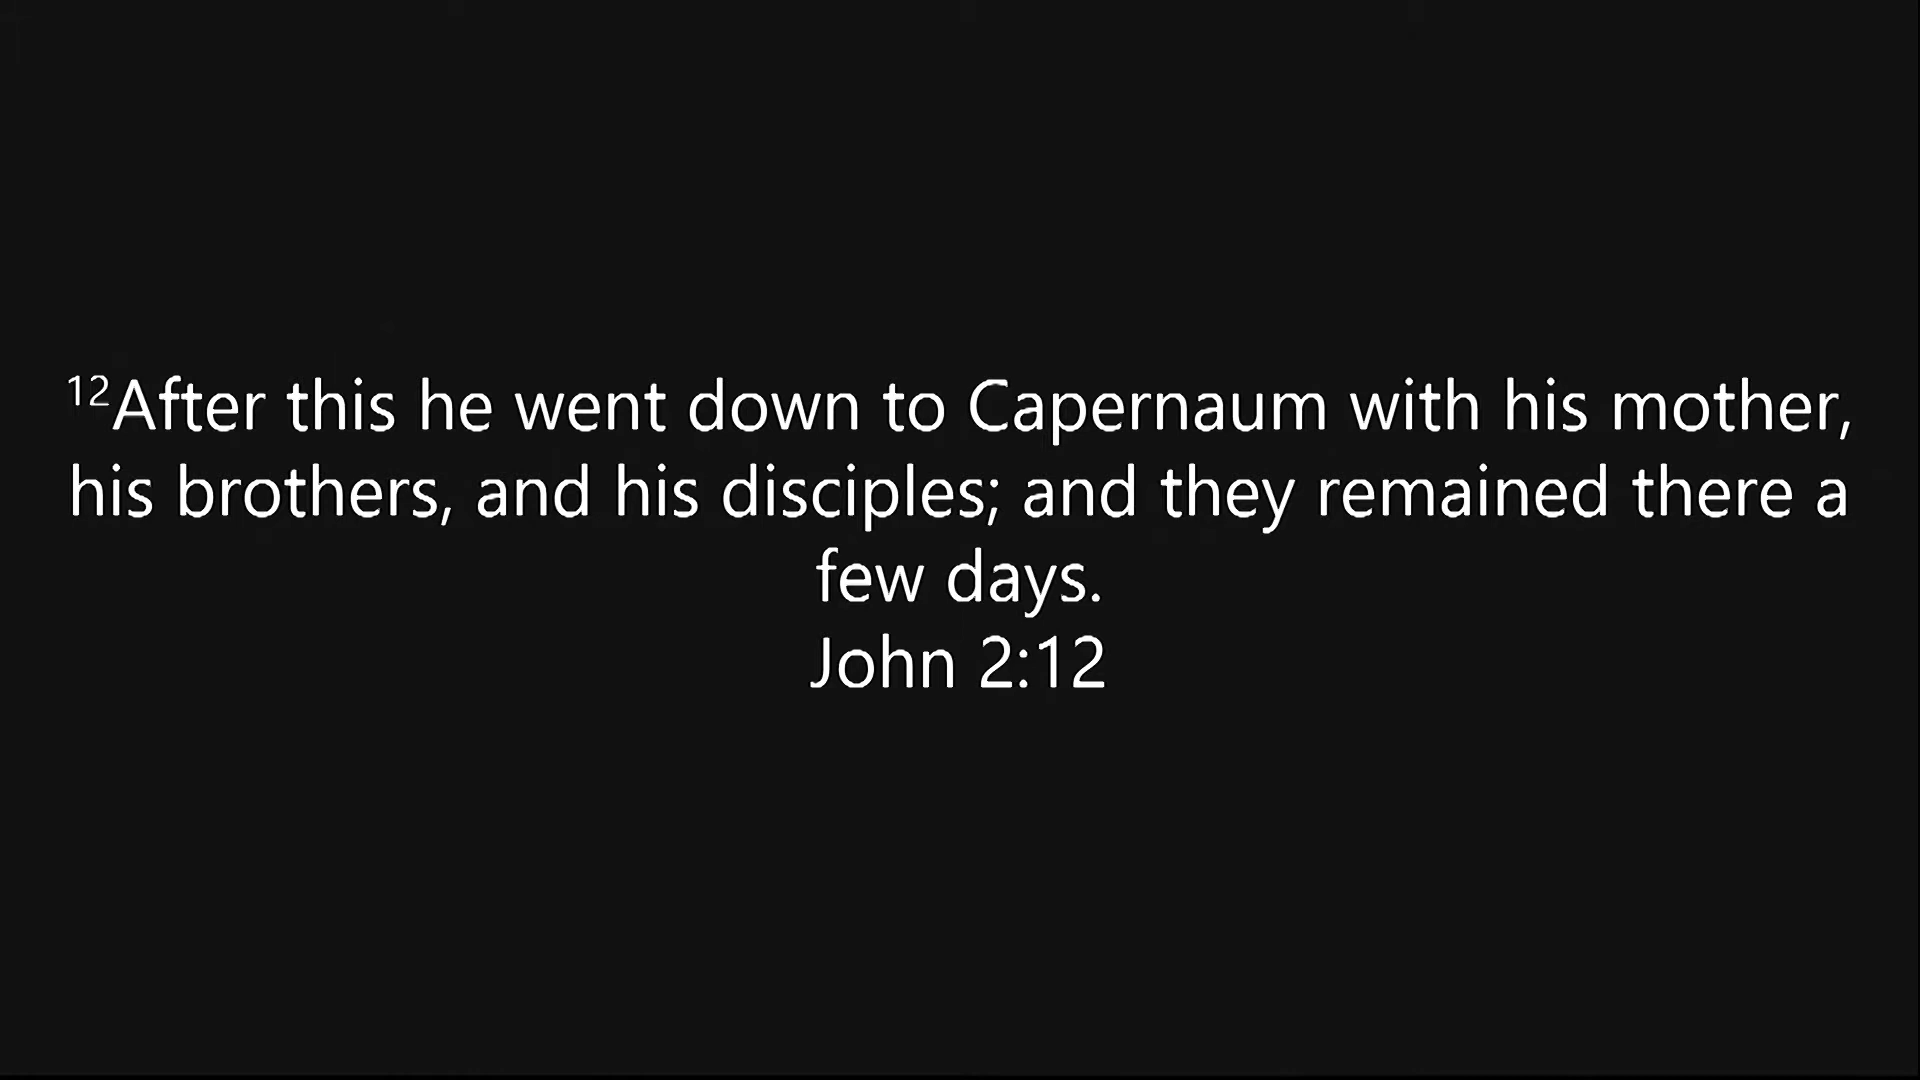 ¹²After this he went down to Capernaum with his mother,
his brothers, and his disciples; and they remained there a
few days.
John 2:12